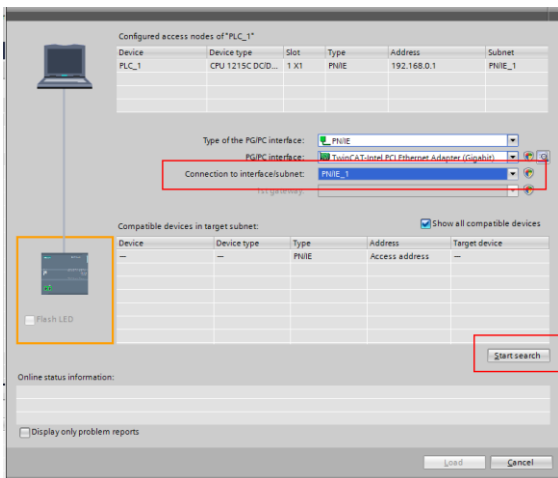 Configured access nodes of "PLC_1"
Device Device type Slot Type Address Subnet
PLC_1 CPU 1215C DC/D... 1 X1 PN/IE 192.168.0.1 PN/IE_1
Type of the PG/PC interface: PN/IE
PG/PC interface: TwinCAT-Intel PCI Ethernet Adapter (Gigabit)
Connection to interface/subnet: PN/IE_1
1st gateway:
Compatible devices in target subnet: Show all compatible devices
Device Device type Type Address Target device
— — PN/IE Access address —
Flash LED
Start search
Online status information:
Display only problem reports
Load Cancel